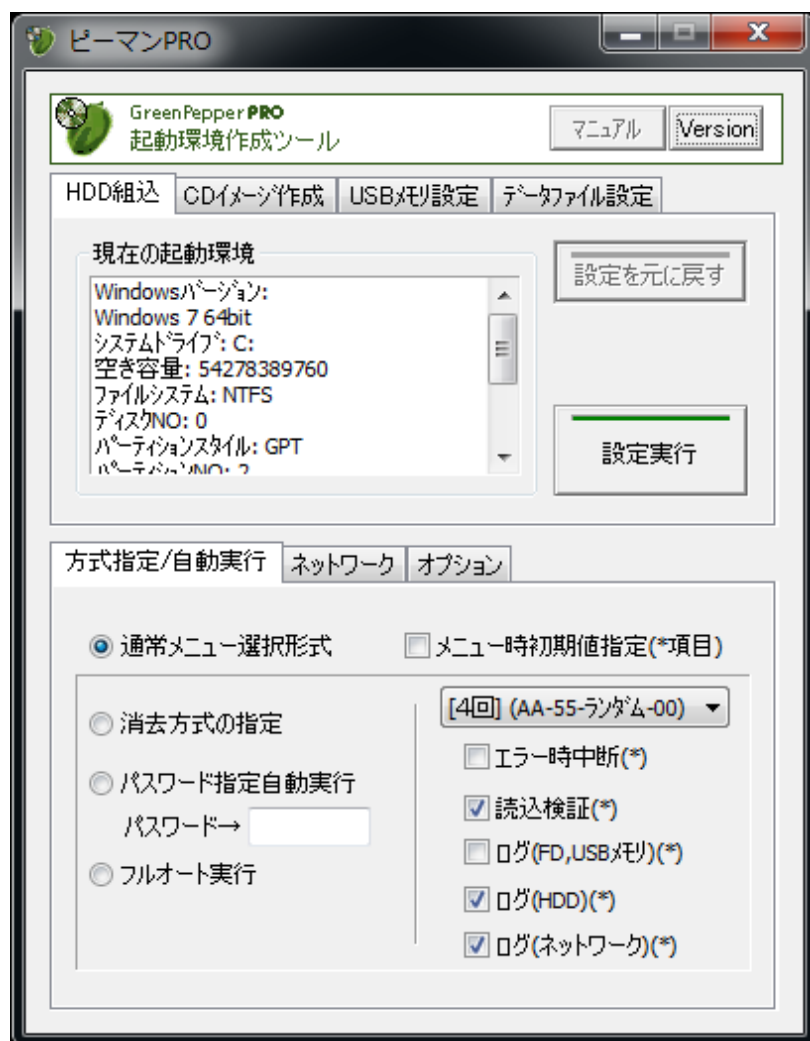 ピーマンPRO
GreenPepper PRO
起動環境作成ツール
マニュアル
Version
HDD組込
CDイメージ作成
USBメモリ設定
データファイル設定
現在の起動環境
Windowsバージョン:
Windows 7 64bit
システムドライブ: C:
空き容量: 54278389760
ファイルシステム: NTFS
ディスクNO: 0
パーティションスタイル: GPT
パーティションNO: 2
設定を元に戻す
設定実行
方式指定/自動実行
ネットワーク
オプション
通常メニュー選択形式
メニュー時初期値指定(*項目)
消去方式の指定
パスワード指定自動実行
パスワード→
フルオート実行
[4回] (AA-55-ランダム-00)
エラー時中断(*)
読込検証(*)
ログ(FD,USBメモリ)(*)
ログ(HDD)(*)
ログ(ネットワーク)(*)